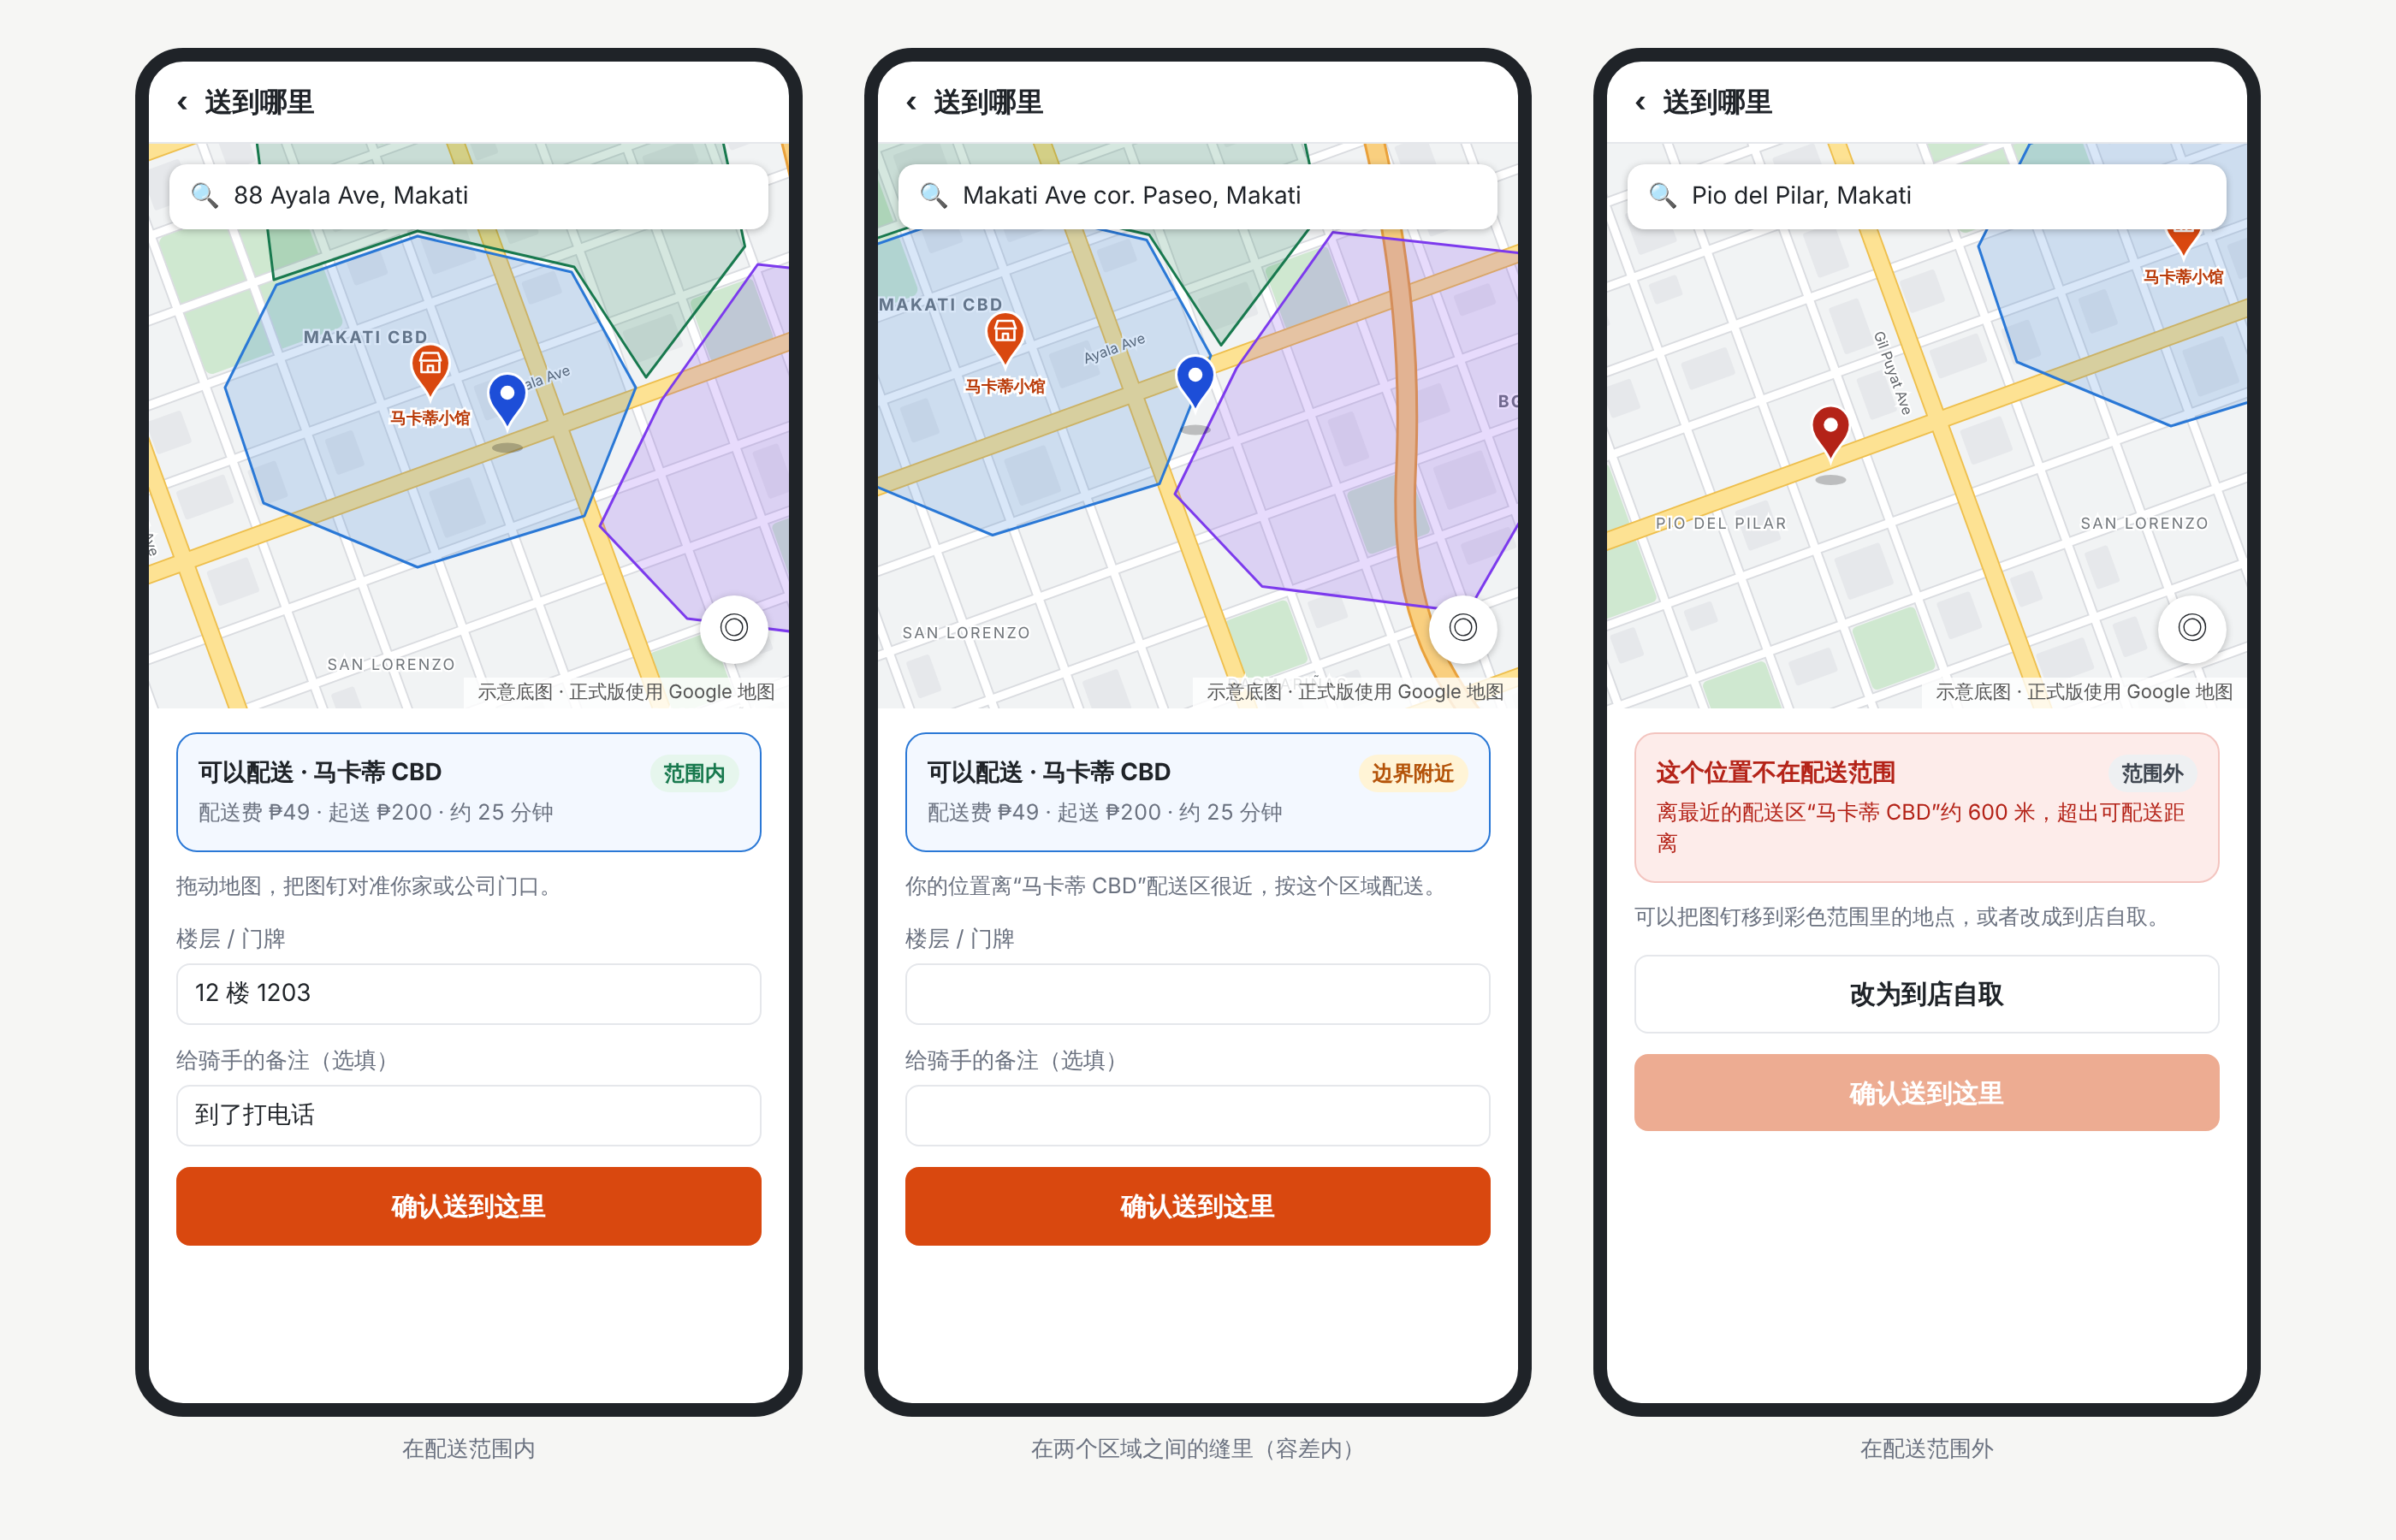 ‹ 送到哪里
🔍 88 Ayala Ave, Makati
MAKATI CBD
马卡蒂小馆
ala Ave
Ave
SAN LORENZO
示意底图 · 正式版使用 Google 地图
可以配送 · 马卡蒂 CBD
范围内
配送费 ₱49 · 起送 ₱200 · 约 25 分钟
拖动地图，把图钉对准你家或公司门口。
楼层 / 门牌
12 楼 1203
给骑手的备注（选填）
到了打电话
确认送到这里
在配送范围内
‹ 送到哪里
🔍 Makati Ave cor. Paseo, Makati
MAKATI CBD
马卡蒂小馆
Ayala Ave
SAN LORENZO
示意底图 · 正式版使用 Google 地图
可以配送 · 马卡蒂 CBD
边界附近
配送费 ₱49 · 起送 ₱200 · 约 25 分钟
你的位置离“马卡蒂 CBD”配送区很近，按这个区域配送。
楼层 / 门牌
给骑手的备注（选填）
确认送到这里
在两个区域之间的缝里（容差内）
‹ 送到哪里
🔍 Pio del Pilar, Makati
马卡蒂小馆
Gil Puyat Ave
PIO DEL PILAR
SAN LORENZO
示意底图 · 正式版使用 Google 地图
这个位置不在配送范围
范围外
离最近的配送区“马卡蒂 CBD”约 600 米，超出可配送距
离
可以把图钉移到彩色范围里的地点，或者改成到店自取。
改为到店自取
确认送到这里
在配送范围外